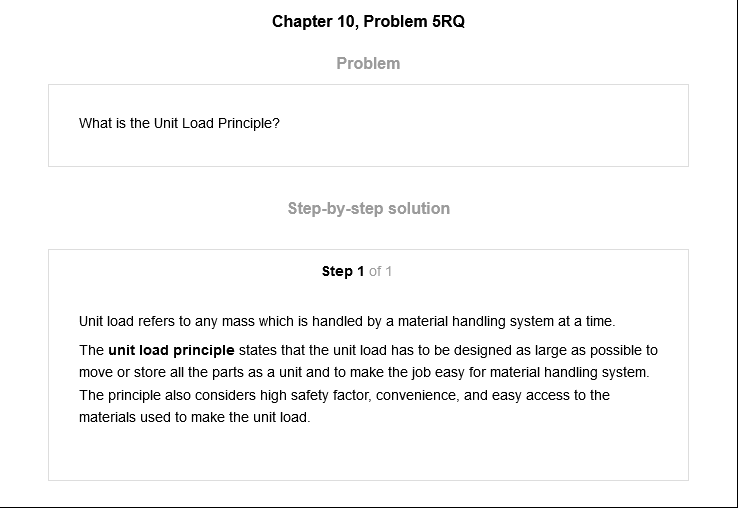 Chapter 10, Problem 5RQ
Problem
What is the Unit Load Principle?
Step-by-step solution
Step 1 of 1
Unit load refers to any mass which is handled by a material handling system at a time.
The unit load principle states that the unit load has to be designed as large as possible to
move or store all the parts as a unit and to make the job easy for material handling system.
The principle also considers high safety factor, convenience, and easy access to the
materials used to make the unit load.